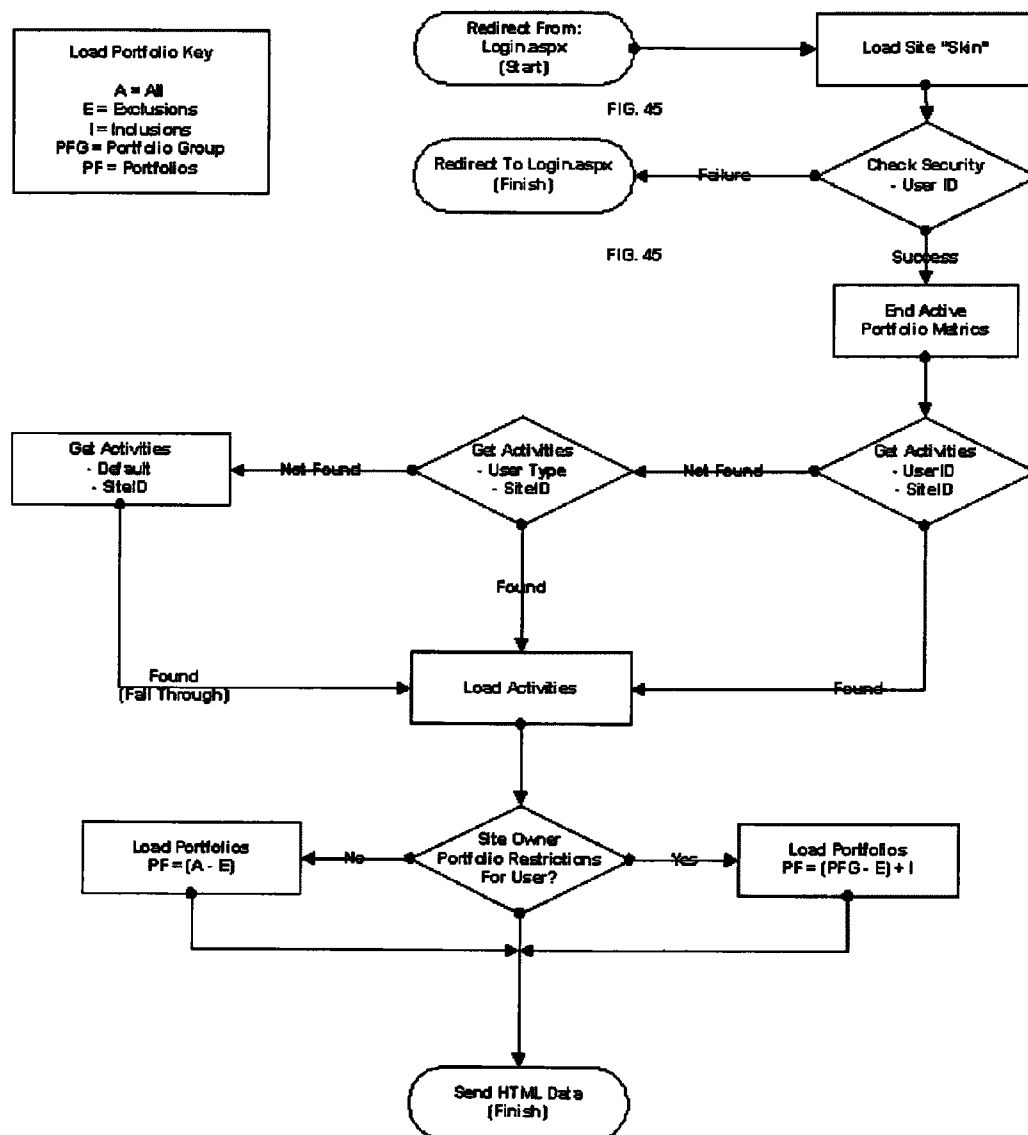 Load Portfolio Key
A = All
E = Exclusions
I = Inclusions
PFG = Portfolio Group
PF = Portfolios
Redirect From:
Login.aspx
(Start)
Load Site "Skin"
FIG. 45
Redirect To Login.aspx
(Finish)
Failure
Check Security
- User ID
FIG. 45
Success
End Active
Portfolio Metrics
Get Activities
- Default
- SiteID
Not Found
Get Activities
- User Type
- SiteID
Not Found
Get Activities
- UserID
- SiteID
Found
Found
(Fall Through)
Load Activities
Found
Load Portfolios
PF = (A - E)
No
Site Owner
Portfolio Restrictions
For User?
Yes
Load Portfolios
PF = (PFG - E) + I
Send HTML Data
(Finish)